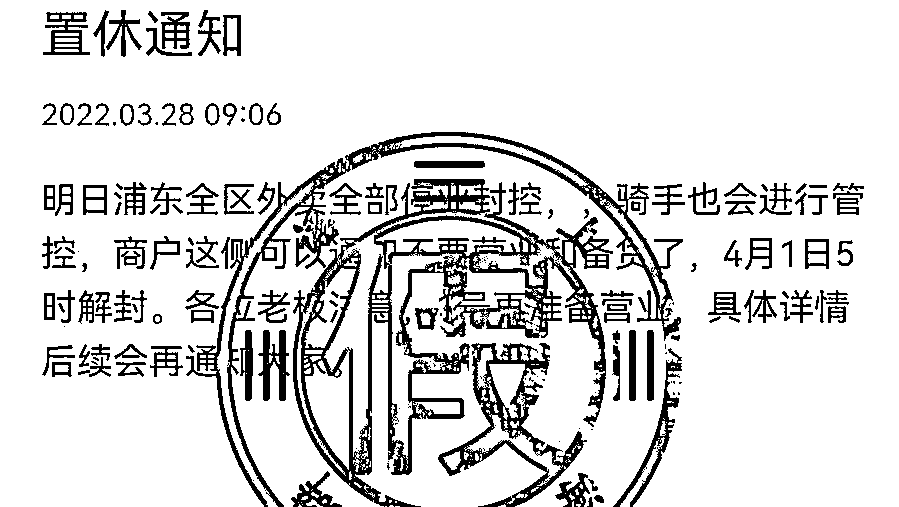 置休通知
2022.03.28 09:06
明日浦东全区外卖全部停业封控，，骑手也会进行管
控，商户这侧可以通知不要营业和备货了，4月1日5
时解封。各位老板注意，号再准备营业，具体详情
后续会再通知大家。
假